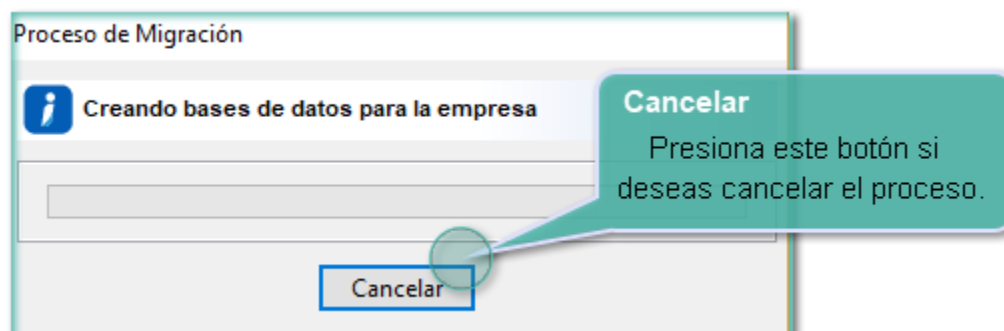 Proceso de Migración
Creando bases de datos para la empresa
Cancelar
Presiona este botón si
deseas cancelar el proceso.
Cancelar